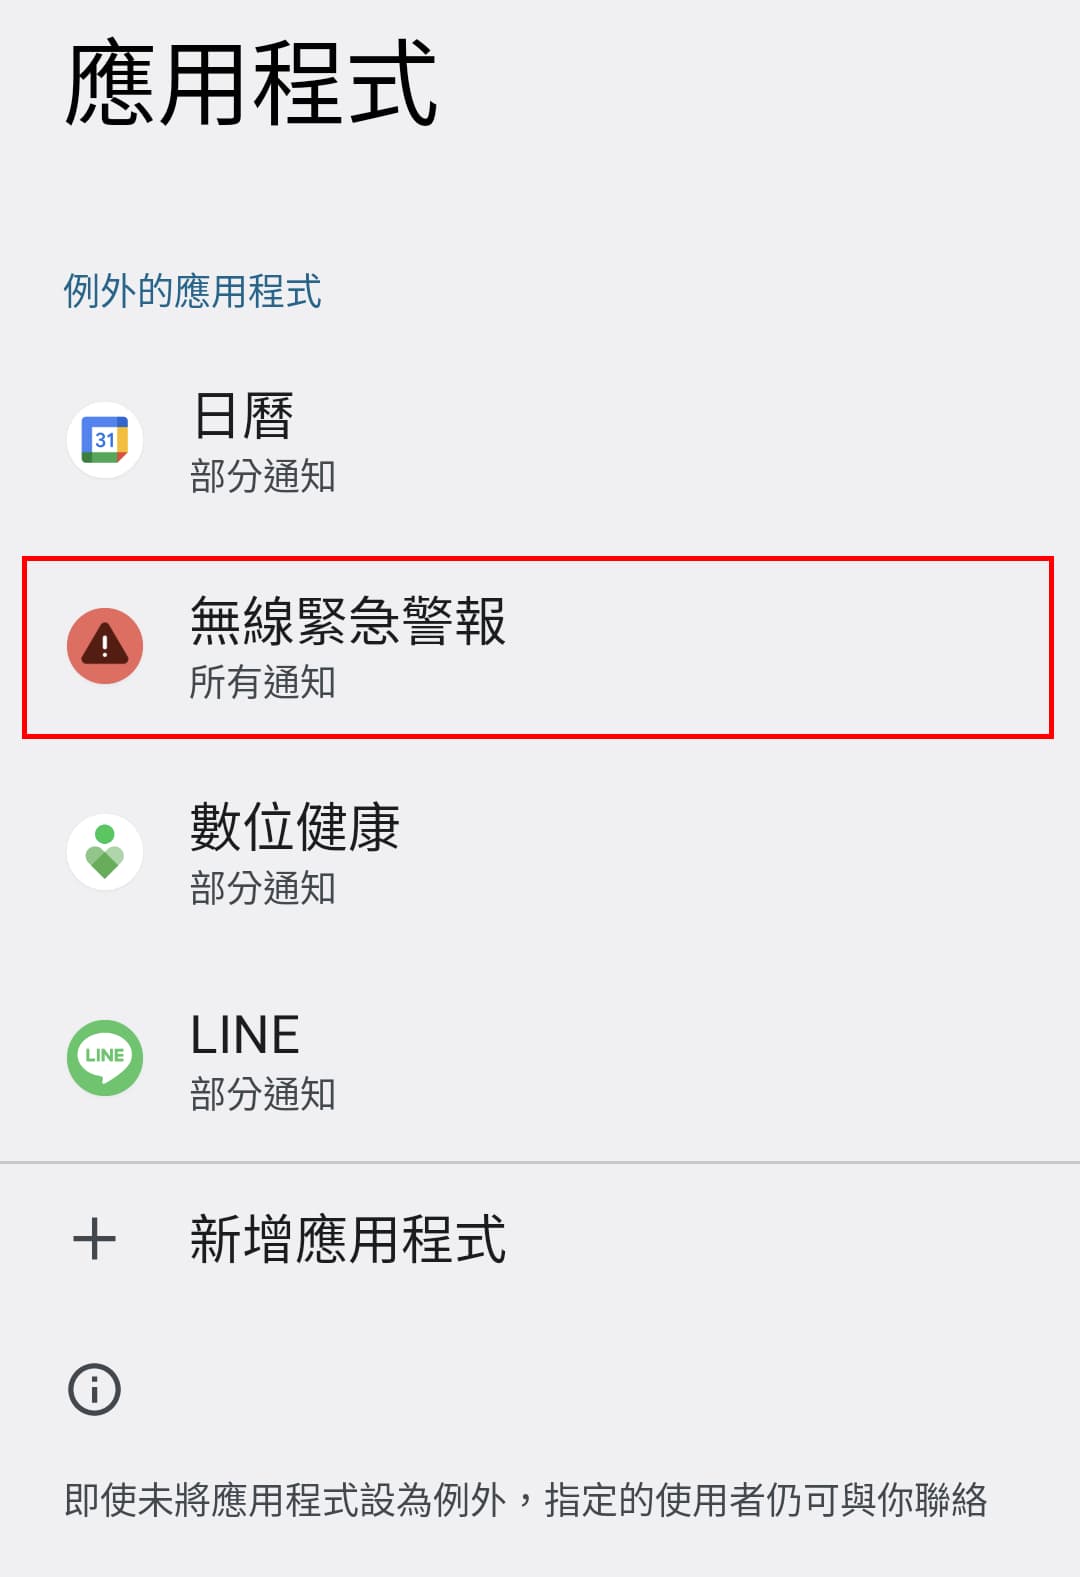 應用程式
例外的應用程式
31
日曆
部分通知
無線緊急警報
所有通知
數位健康
部分通知
LINE
LINE
部分通知
新增應用程式
即使未將應用程式設為例外，指定的使用者仍可與你聯絡